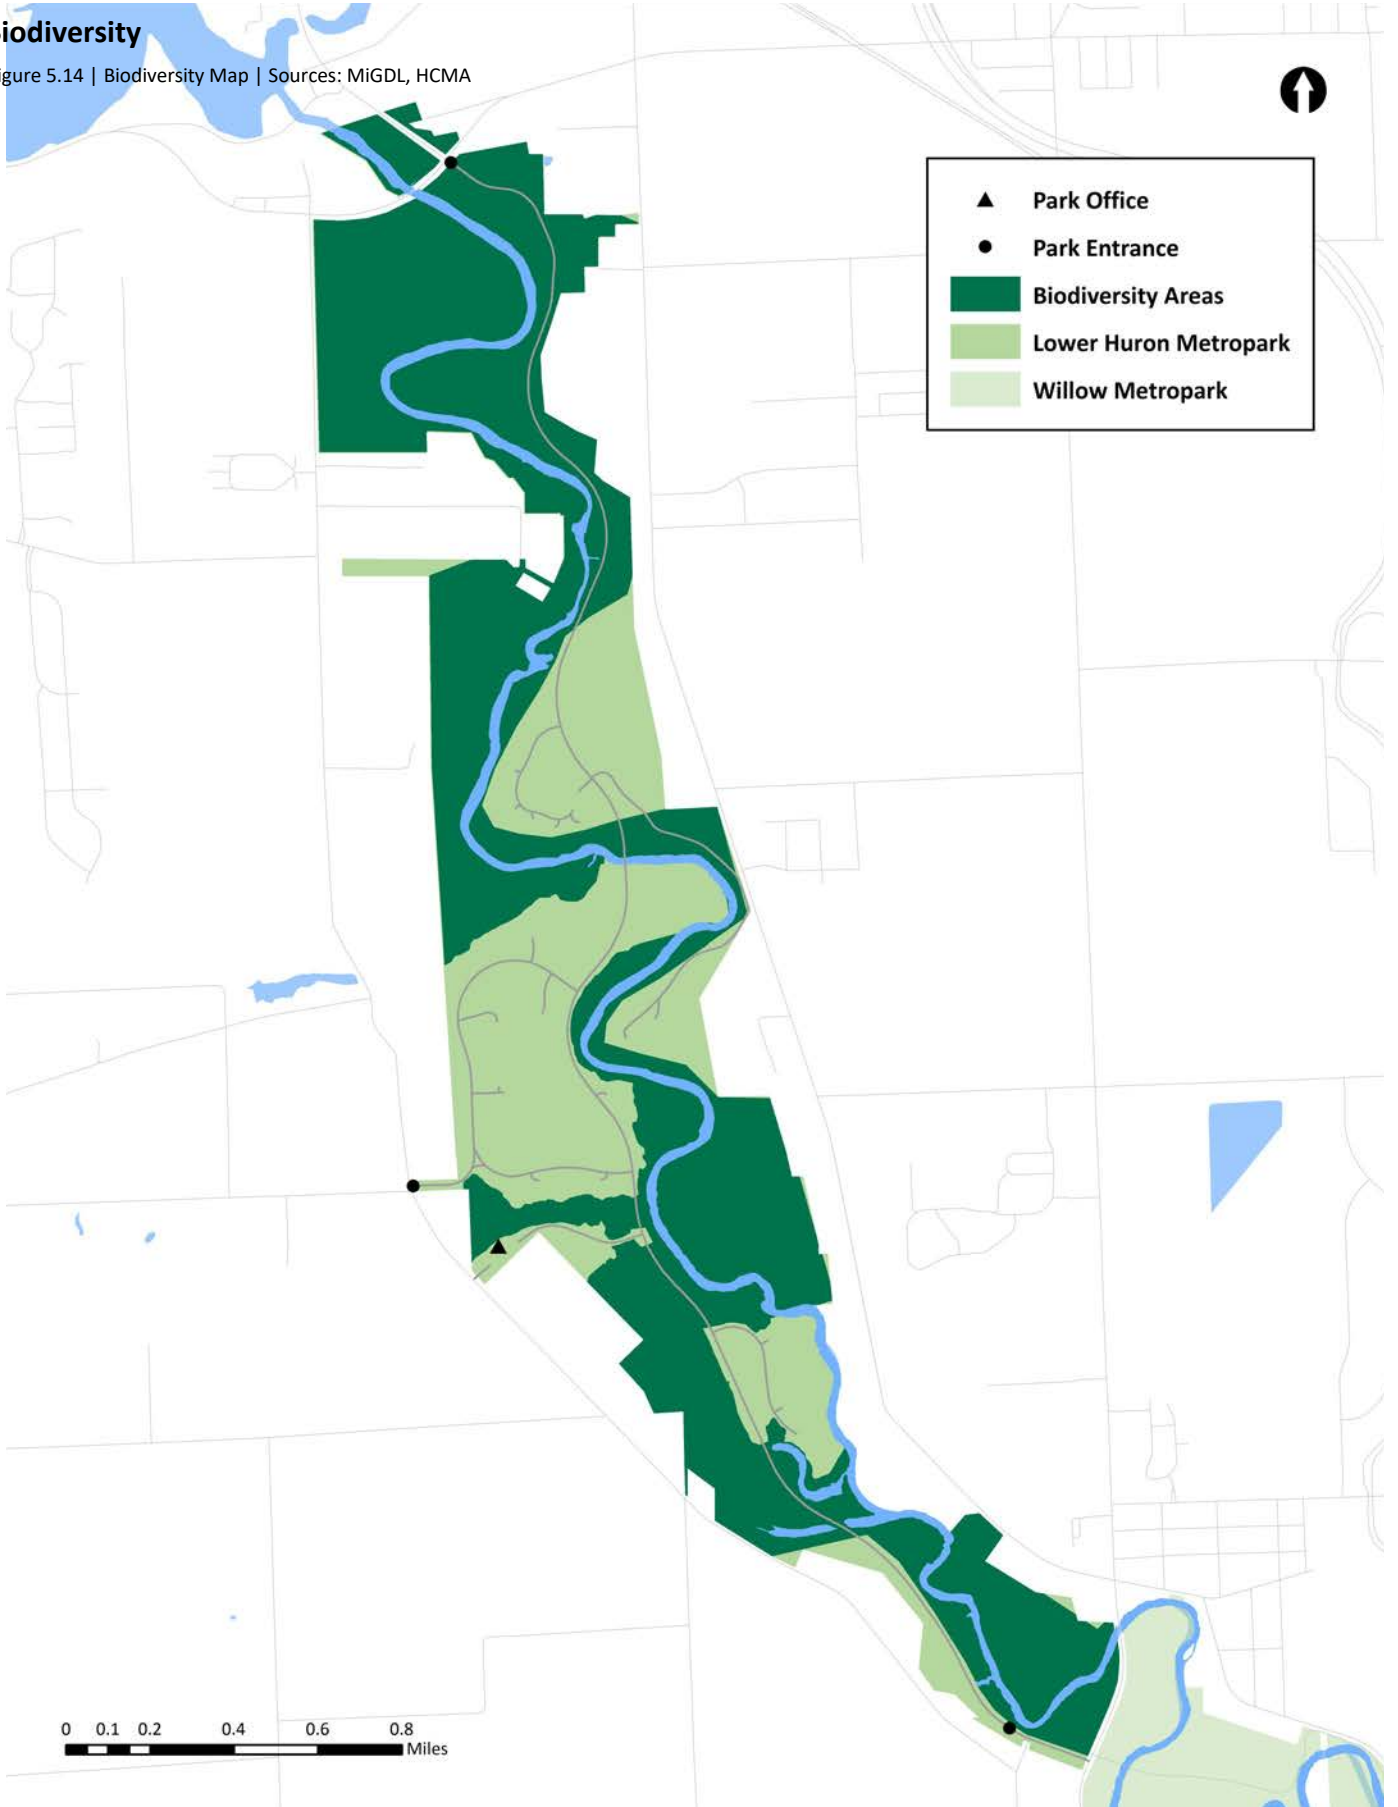 iodiversity
igure 5.14 | Biodiversity Map | Sources: MiGDL, HCMA
Park Office
Park Entrance
Biodiversity Areas
Lower Huron Metropark
Willow Metropark
0 0.1 0.2 0.4 0.6 0.8
Miles